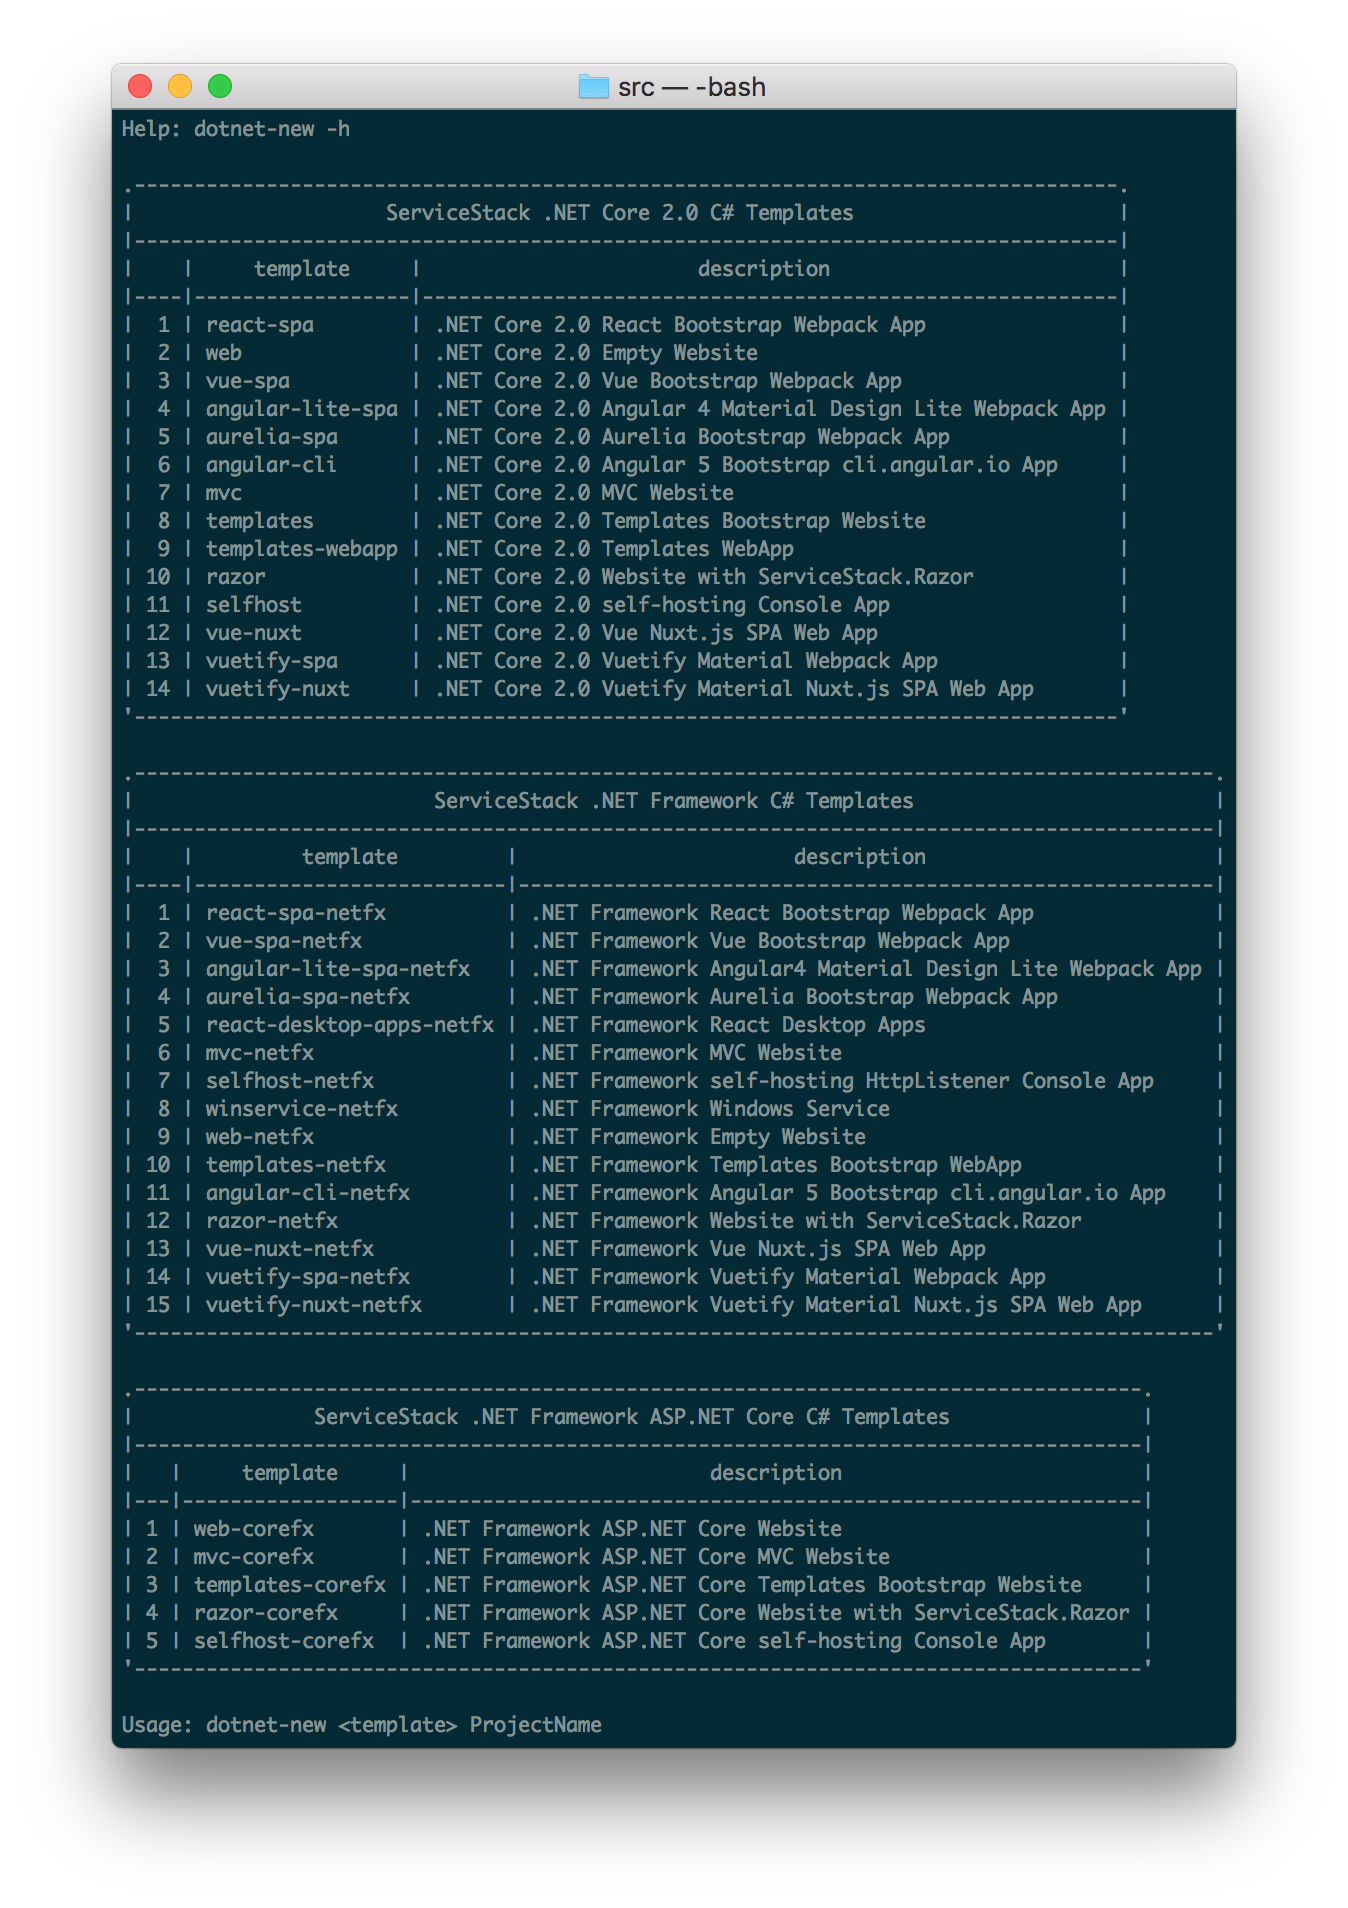 src — -bash
Help: dotnet-new -h
.----------------------------------------------------------------------------------.
|                     ServiceStack .NET Core 2.0 C# Templates                      |
|----------------------------------------------------------------------------------|
|    |     template     |                       description                        |
|----|------------------|----------------------------------------------------------|
|  1 | react-spa        | .NET Core 2.0 React Bootstrap Webpack App                |
|  2 | web              | .NET Core 2.0 Empty Website                              |
|  3 | vue-spa          | .NET Core 2.0 Vue Bootstrap Webpack App                  |
|  4 | angular-lite-spa | .NET Core 2.0 Angular 4 Material Design Lite Webpack App |
|  5 | aurelia-spa      | .NET Core 2.0 Aurelia Bootstrap Webpack App              |
|  6 | angular-cli      | .NET Core 2.0 Angular 5 Bootstrap cli.angular.io App     |
|  7 | mvc              | .NET Core 2.0 MVC Website                                |
|  8 | templates        | .NET Core 2.0 Templates Bootstrap Website                |
|  9 | templates-webapp | .NET Core 2.0 Templates WebApp                           |
| 10 | razor            | .NET Core 2.0 Website with ServiceStack.Razor            |
| 11 | selfhost         | .NET Core 2.0 self-hosting Console App                   |
| 12 | vue-nuxt         | .NET Core 2.0 Vue Nuxt.js SPA Web App                    |
| 13 | vuetify-spa      | .NET Core 2.0 Vuetify Material Webpack App               |
| 14 | vuetify-nuxt     | .NET Core 2.0 Vuetify Material Nuxt.js SPA Web App       |
'----------------------------------------------------------------------------------'
.------------------------------------------------------------------------------------------.
|                         ServiceStack .NET Framework C# Templates                         |
|------------------------------------------------------------------------------------------|
|    |         template         |                       description                        |
|----|--------------------------|----------------------------------------------------------|
|  1 | react-spa-netfx          | .NET Framework React Bootstrap Webpack App               |
|  2 | vue-spa-netfx            | .NET Framework Vue Bootstrap Webpack App                 |
|  3 | angular-lite-spa-netfx   | .NET Framework Angular4 Material Design Lite Webpack App |
|  4 | aurelia-spa-netfx        | .NET Framework Aurelia Bootstrap Webpack App             |
|  5 | react-desktop-apps-netfx | .NET Framework React Desktop Apps                        |
|  6 | mvc-netfx                | .NET Framework MVC Website                               |
|  7 | selfhost-netfx           | .NET Framework self-hosting HttpListener Console App     |
|  8 | winservice-netfx         | .NET Framework Windows Service                           |
|  9 | web-netfx                | .NET Framework Empty Website                             |
| 10 | templates-netfx          | .NET Framework Templates Bootstrap WebApp                |
| 11 | angular-cli-netfx        | .NET Framework Angular 5 Bootstrap cli.angular.io App    |
| 12 | razor-netfx              | .NET Framework Website with ServiceStack.Razor           |
| 13 | vue-nuxt-netfx           | .NET Framework Vue Nuxt.js SPA Web App                   |
| 14 | vuetify-spa-netfx        | .NET Framework Vuetify Material Webpack App              |
| 15 | vuetify-nuxt-netfx       | .NET Framework Vuetify Material Nuxt.js SPA Web App      |
'------------------------------------------------------------------------------------------'
.------------------------------------------------------------------------------------.
|               ServiceStack .NET Framework ASP.NET Core C# Templates                |
|------------------------------------------------------------------------------------|
|   |     template     |                         description                         |
|---|------------------|-------------------------------------------------------------|
| 1 | web-corefx       | .NET Framework ASP.NET Core Website                         |
| 2 | mvc-corefx       | .NET Framework ASP.NET Core MVC Website                     |
| 3 | templates-corefx | .NET Framework ASP.NET Core Templates Bootstrap Website     |
| 4 | razor-corefx     | .NET Framework ASP.NET Core Website with ServiceStack.Razor |
| 5 | selfhost-corefx  | .NET Framework ASP.NET Core self-hosting Console App        |
'------------------------------------------------------------------------------------'
Usage: dotnet-new <template> ProjectName